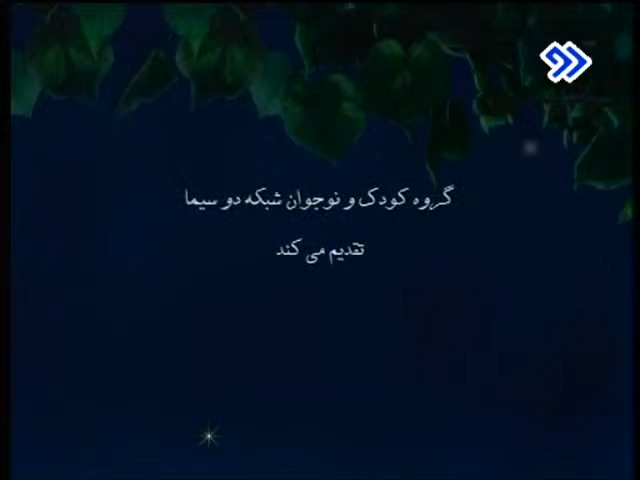 گروه کودک و نوجوان شبکه دو سیما
تقدیم می کند